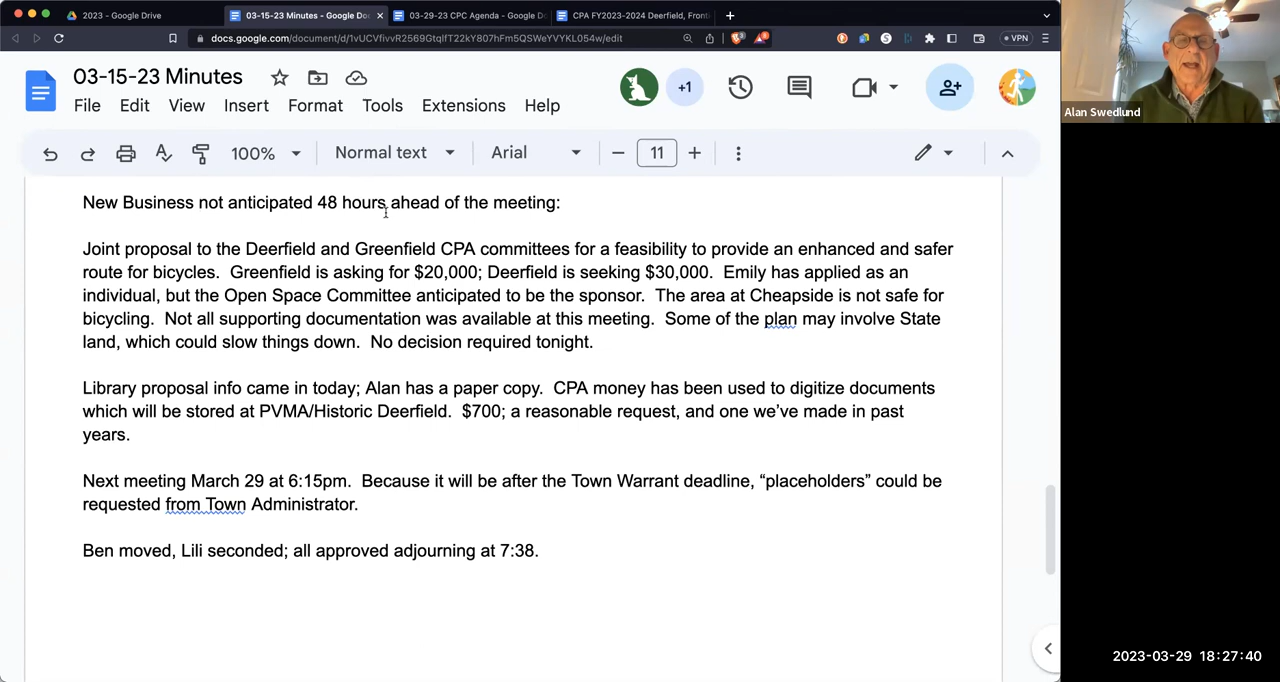 2023 - Google Drive
03-15-23 Minutes - Google Do
03-29-23 CPC Agenda - Google D
CPA FY2023-2024 Deerfield, Fronti
docs.google.com/document/d/1vUCVfivvR2569GtqlfT22kY807hFm5QSWeYVYKL054w/edit
VPN
03-15-23 Minutes
+1
File Edit View Insert Format Tools Extensions Help
100% Normal text Arial 11
New Business not anticipated 48 hours ahead of the meeting:
Joint proposal to the Deerfield and Greenfield CPA committees for a feasibility to provide an enhanced and safer
route for bicycles.  Greenfield is asking for $20,000; Deerfield is seeking $30,000.  Emily has applied as an
individual, but the Open Space Committee anticipated to be the sponsor.  The area at Cheapside is not safe for
bicycling.  Not all supporting documentation was available at this meeting.  Some of the plan may involve State
land, which could slow things down.  No decision required tonight.
Library proposal info came in today; Alan has a paper copy.  CPA money has been used to digitize documents
which will be stored at PVMA/Historic Deerfield.  $700; a reasonable request, and one we’ve made in past
years.
Next meeting March 29 at 6:15pm.  Because it will be after the Town Warrant deadline, “placeholders” could be
requested from Town Administrator.
Ben moved, Lili seconded; all approved adjourning at 7:38.
Alan Swedlund
2023-03-29 18:27:40